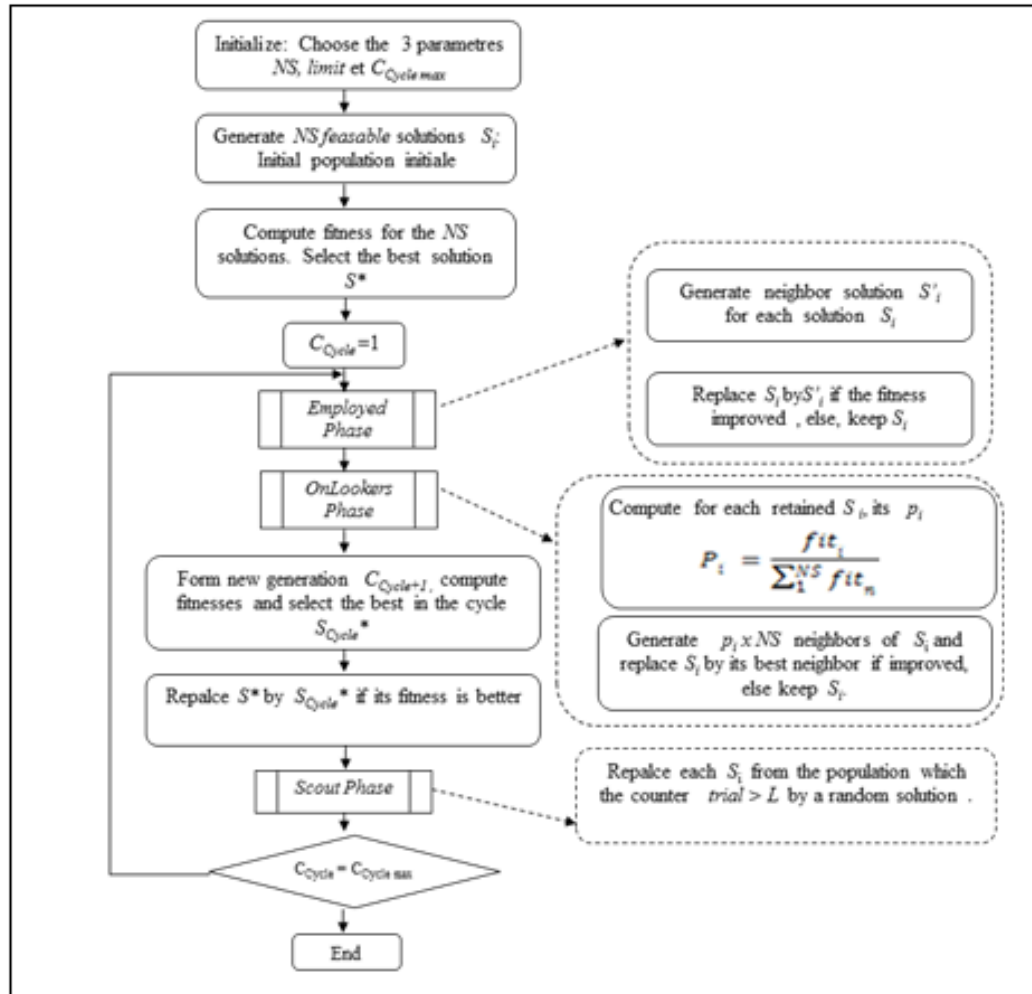 Initialize: Choose the 3 parametres
NS, limit et C_Cycle max
Generate NS feasable solutions S_i:
Initial population initiale
Compute fitness for the NS
solutions. Select the best solution
S*
C_Cycle=1
Employed
Phase
Generate neighbor solution S'_i
for each solution S_i
Replace S_i by S'_i if the fitness
improved , else, keep S_i
OnLookers
Phase
Compute for each retained S_i, its p_i
P_i = fit_i / ∑_1^NS fit_n
Generate p_i x NS neighbors of S_i and
replace S_i by its best neighbor if improved,
else keep S_i.
Form new generation C_Cycle+1, compute
fitnesses and select the best in the cycle
S_Cycle*
Repalce S* by S_Cycle* if its fitness is better
Scout Phase
Repalce each S_i from the population which
the counter trial > L by a random solution .
C_Cycle = C_Cycle max
End